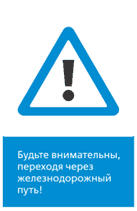 Будьте внимательны,
переходя через
железнодорожный
путь!